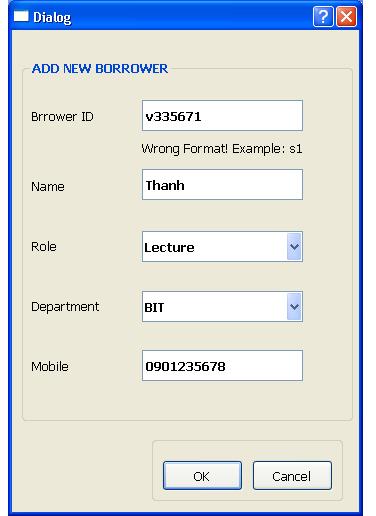 Dialog
ADD NEW BORROWER
Brrower ID v335671
Wrong Format! Example: s1
Name Thanh
Role Lecture
Department BIT
Mobile 0901235678
OK Cancel